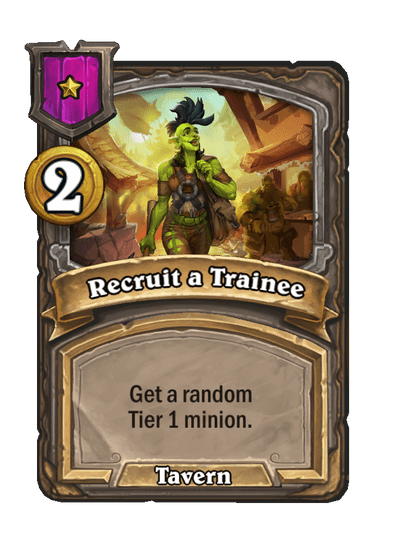 2
Recruit a Trainee
Get a random
Tier 1 minion.
Tavern